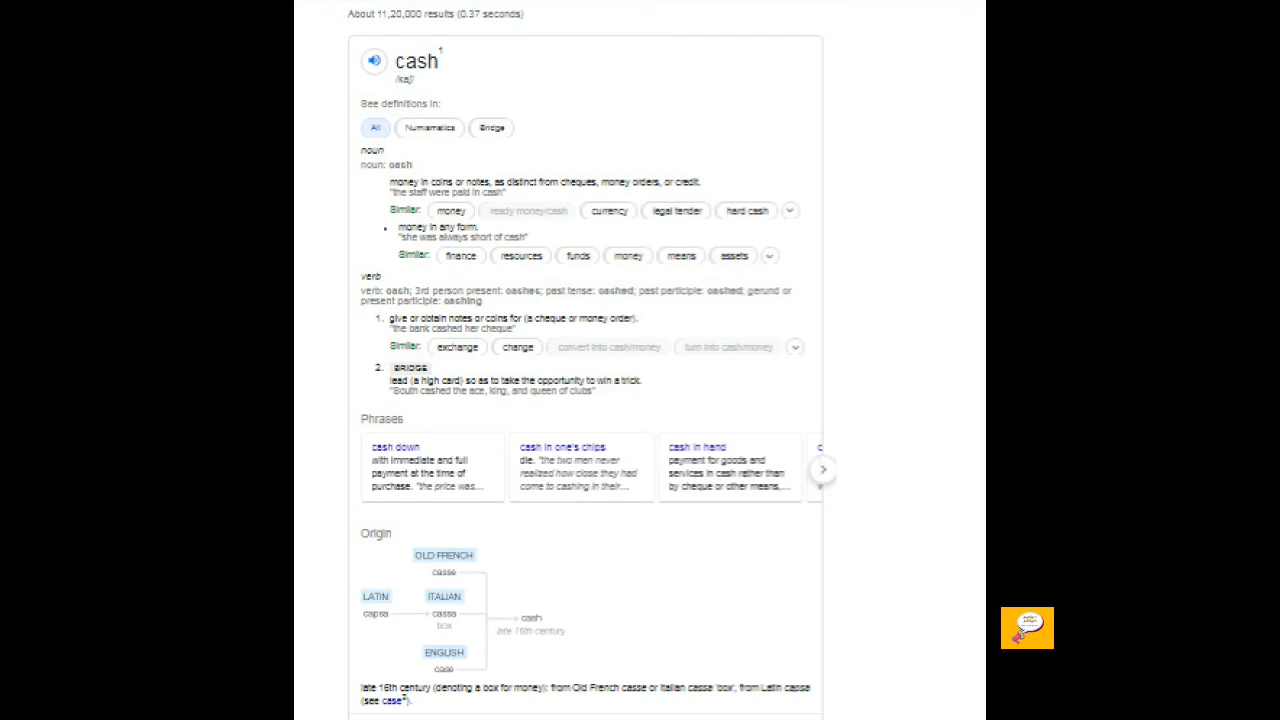 About 11,20,000 results (0.37 seconds)
cash¹
/kaʃ/
See definitions in:
All Numismatics Bridge
noun
noun: cash
money in coins or notes, as distinct from cheques, money orders, or credit.
"the staff were paid in cash"
Similar: money ready money/cash currency legal tender hard cash
• money in any form.
"she was always short of cash"
Similar: finance resources funds money means assets
verb
verb: cash; 3rd person present: cashes; past tense: cashed; past participle: cashed; gerund or
present participle: cashing
1. give or obtain notes or coins for (a cheque or money order).
"the bank cashed her cheque"
Similar: exchange change convert into cash/money turn into cash/money
2. BRIDGE
lead (a high card) so as to take the opportunity to win a trick.
"South cashed the ace, king, and queen of clubs"
Phrases
cash down
with immediate and full
payment at the time of
purchase. "the price was...
cash in one's chips
die. "the two men never
realized how close they had
come to cashing in their...
cash in hand
payment for goods and
services in cash rather than
by cheque or other means,...
c
Origin
OLD FRENCH
casse
LATIN ITALIAN
capsa cassa cash
box late 16th century
ENGLISH
case
late 16th century (denoting a box for money): from Old French casse or Italian cassa 'box', from Latin capsa
(see case²).